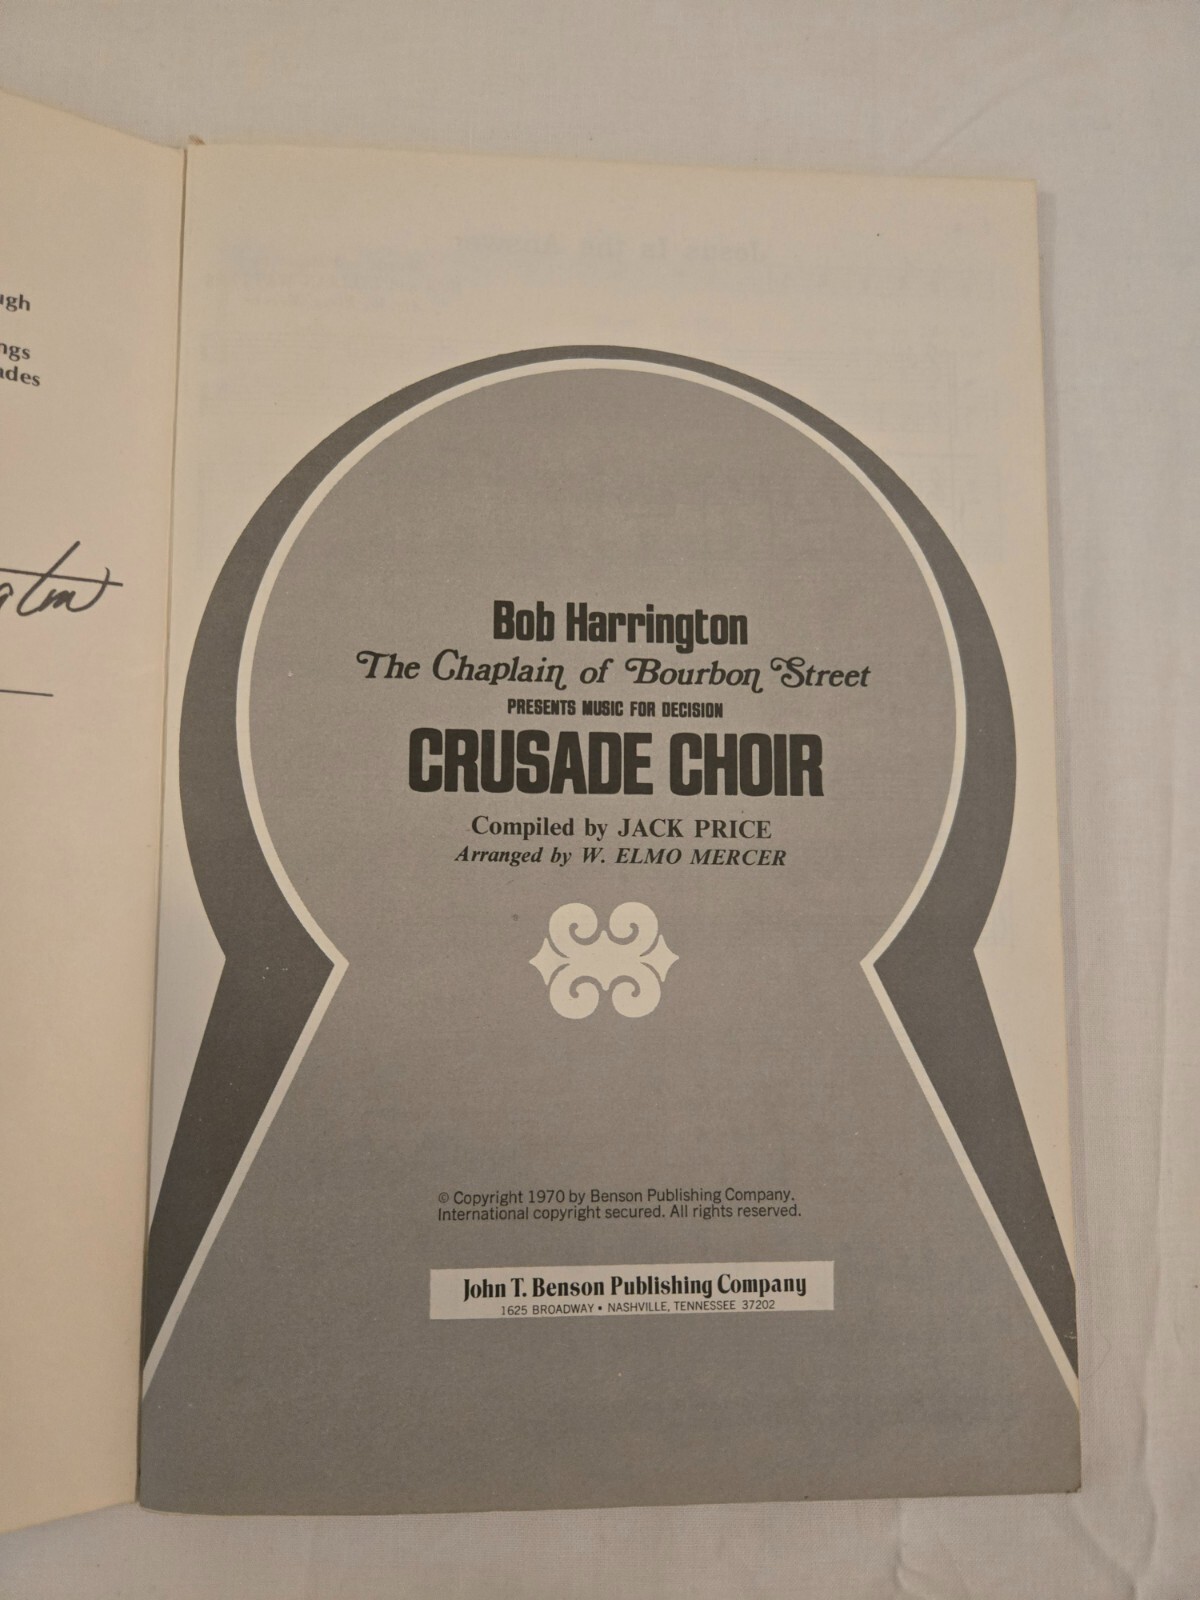 ngs
Bob Harrington
The Chaplain of Bourbon Street
PRESENTS MUSIC FOR DECISION
CRUSADE CHOIR
Compiled by JACK PRICE
Arranged by W. ELMO MERCER
© Copyright 1970 by Benson Publishing Company.
International copyright secured. All rights reserved.
John T. Benson Publishing Company
1625 BROADWAY • NASHVILLE, TENNESSEE 37202